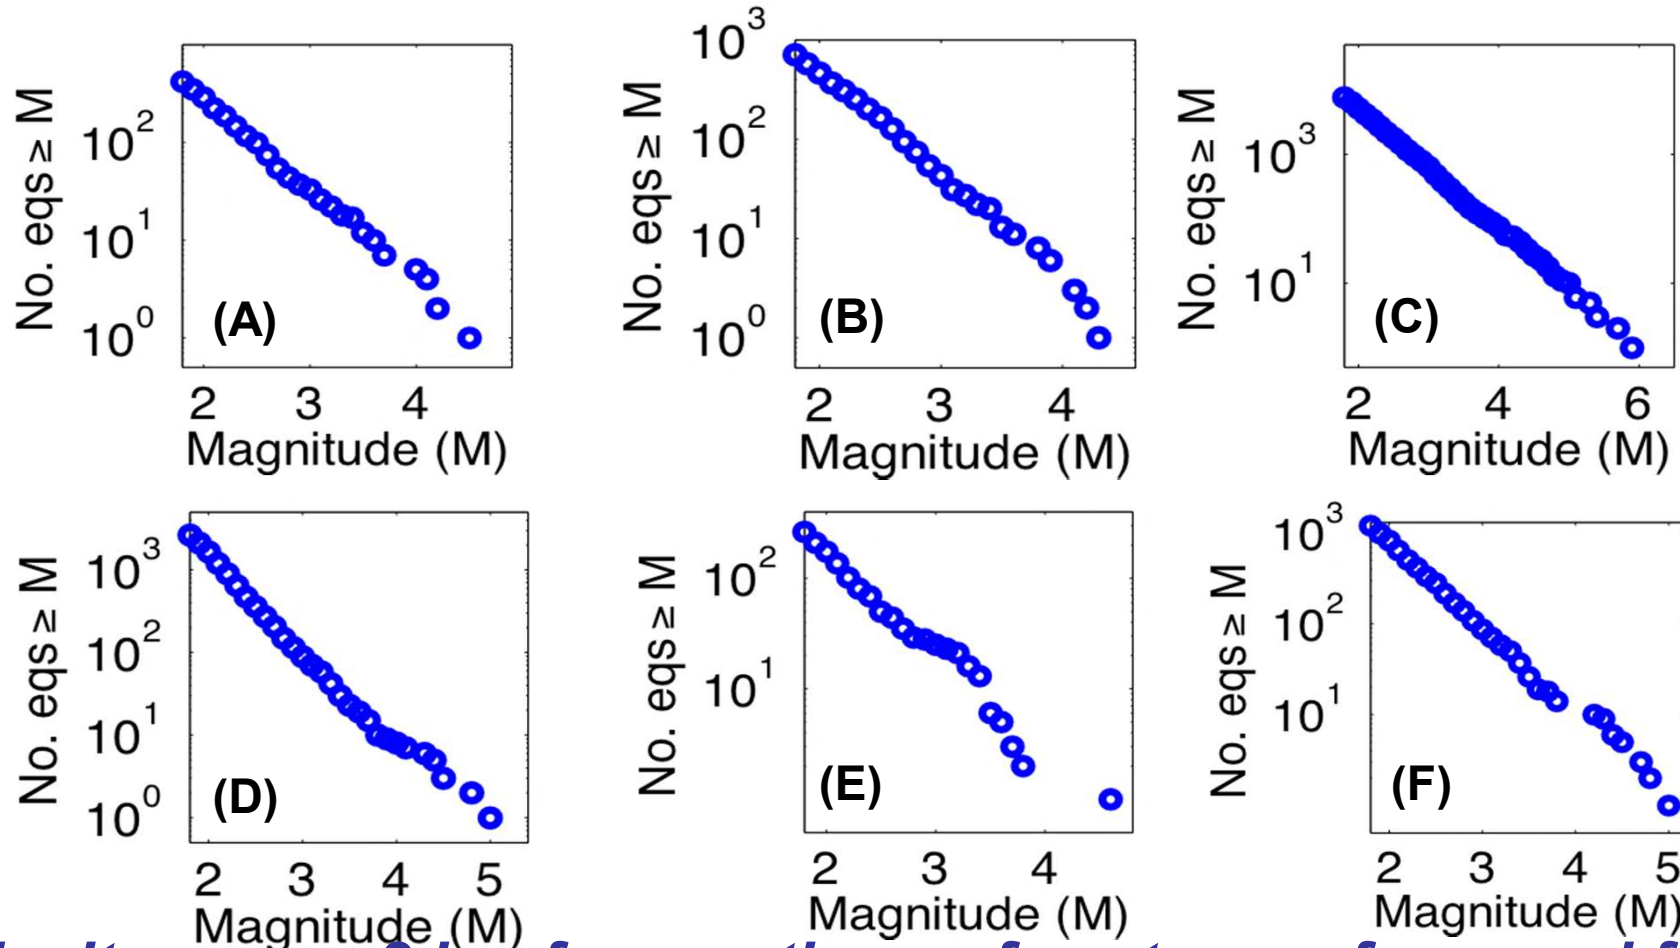 No. eqs ≥ M
10²
10¹
10⁰
(A)
2 3 4
Magnitude (M)
No. eqs ≥ M
10³
10²
10¹
10⁰
(B)
2 3 4
Magnitude (M)
No. eqs ≥ M
10³
10¹
(C)
2 4 6
Magnitude (M)
No. eqs ≥ M
10³
10²
10¹
10⁰
(D)
2 3 4 5
Magnitude (M)
No. eqs ≥ M
10²
10¹
(E)
2 3 4
Magnitude (M)
No. eqs ≥ M
10³
10²
10¹
(F)
2 3 4 5
Magnitude (M)